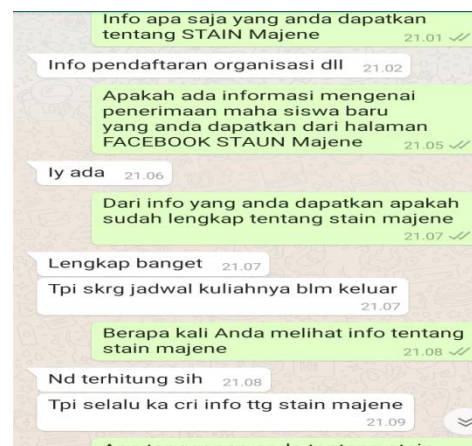 Info apa saja yang anda dapatkan
tentang STAIN Majene 21.01
Info pendaftaran organisasi dll 21.02
Apakah ada informasi mengenai
penerimaan maha siswa baru
yang anda dapatkan dari halaman
FACEBOOK STAUN Majene 21.05
Iy ada 21.06
Dari info yang anda dapatkan apakah
sudah lengkap tentang stain majene
21.07
Lengkap banget 21.07
Tpi skrg jadwal kuliahnya blm keluar
21.07
Berapa kali Anda melihat info tentang
stain majene 21.08
Nd terhitung sih 21.08
Tpi selalu ka cri info ttg stain majene
21.09